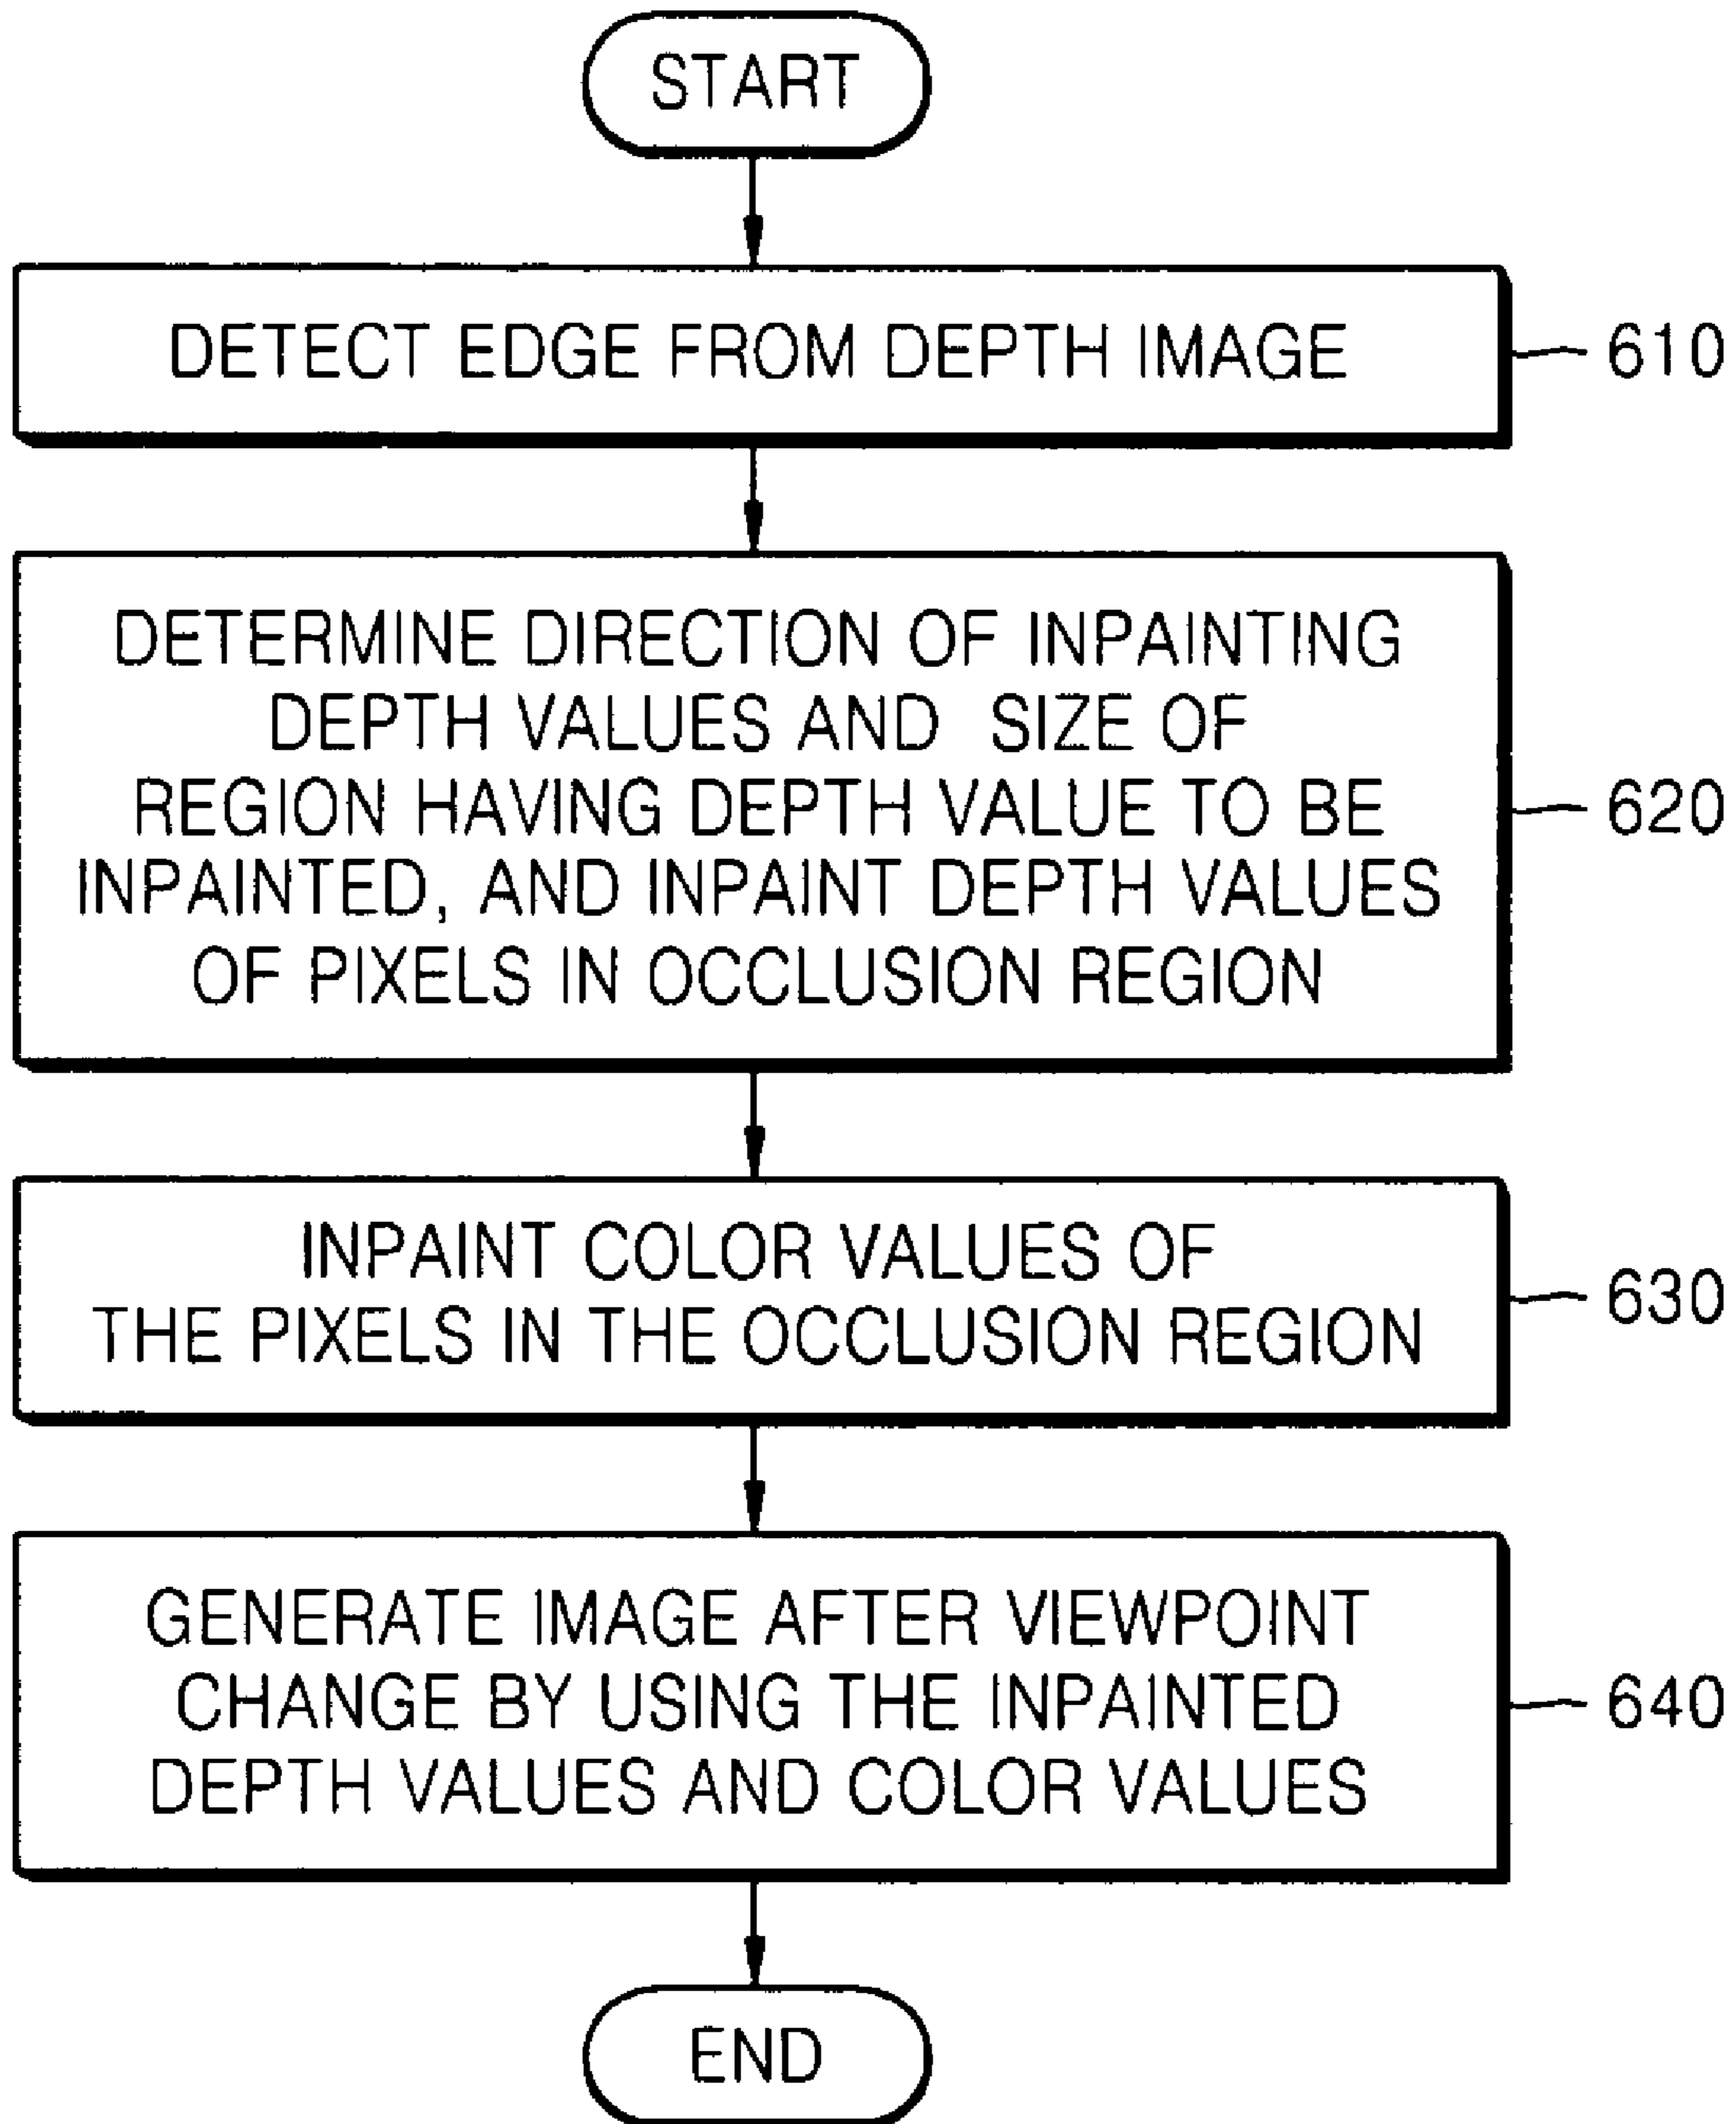 START
DETECT EDGE FROM DEPTH IMAGE
610
DETERMINE DIRECTION OF INPAINTING
DEPTH VALUES AND SIZE OF
REGION HAVING DEPTH VALUE TO BE
INPAINTED, AND INPAINT DEPTH VALUES
OF PIXELS IN OCCLUSION REGION
620
INPAINT COLOR VALUES OF
THE PIXELS IN THE OCCLUSION REGION
630
GENERATE IMAGE AFTER VIEWPOINT
CHANGE BY USING THE INPAINTED
DEPTH VALUES AND COLOR VALUES
640
END